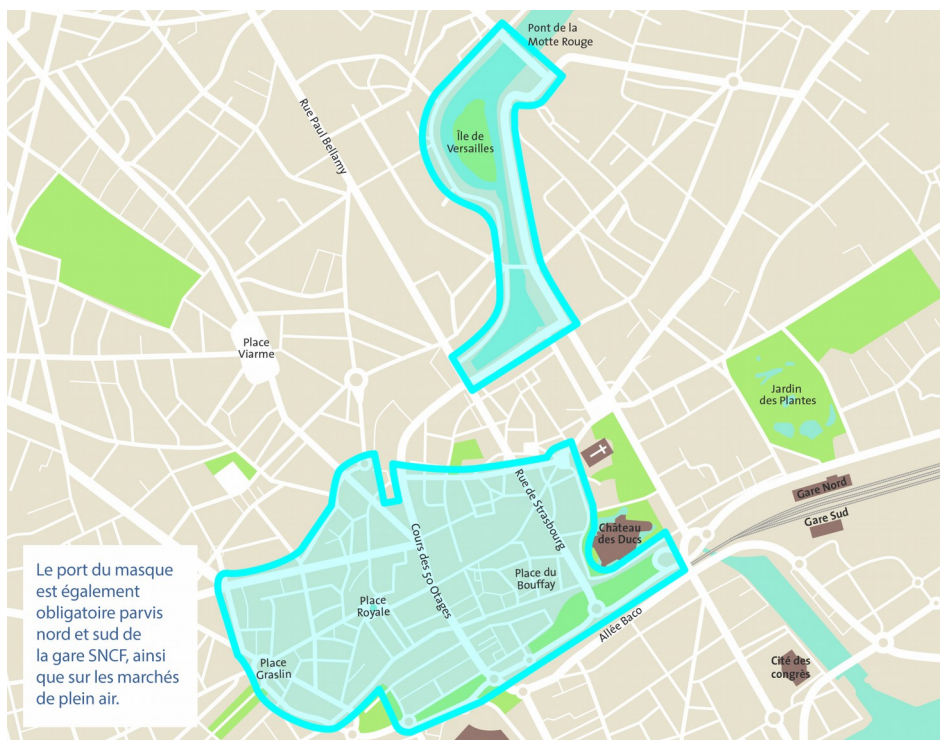 Pont de la
Motte Rouge
Rue Paul Bellamy
Île de
Versailles
Place
Viarme
Jardin
des Plantes
Gare Nord
Gare Sud
Rue de Strasbourg
Château
des Ducs
Cours des 50 Otages
Place du
Bouffay
Place
Royale
Allée Baco
Place
Graslin
Cité des
congrès
Le port du masque
est également
obligatoire parvis
nord et sud de
la gare SNCF, ainsi
que sur les marchés
de plein air.